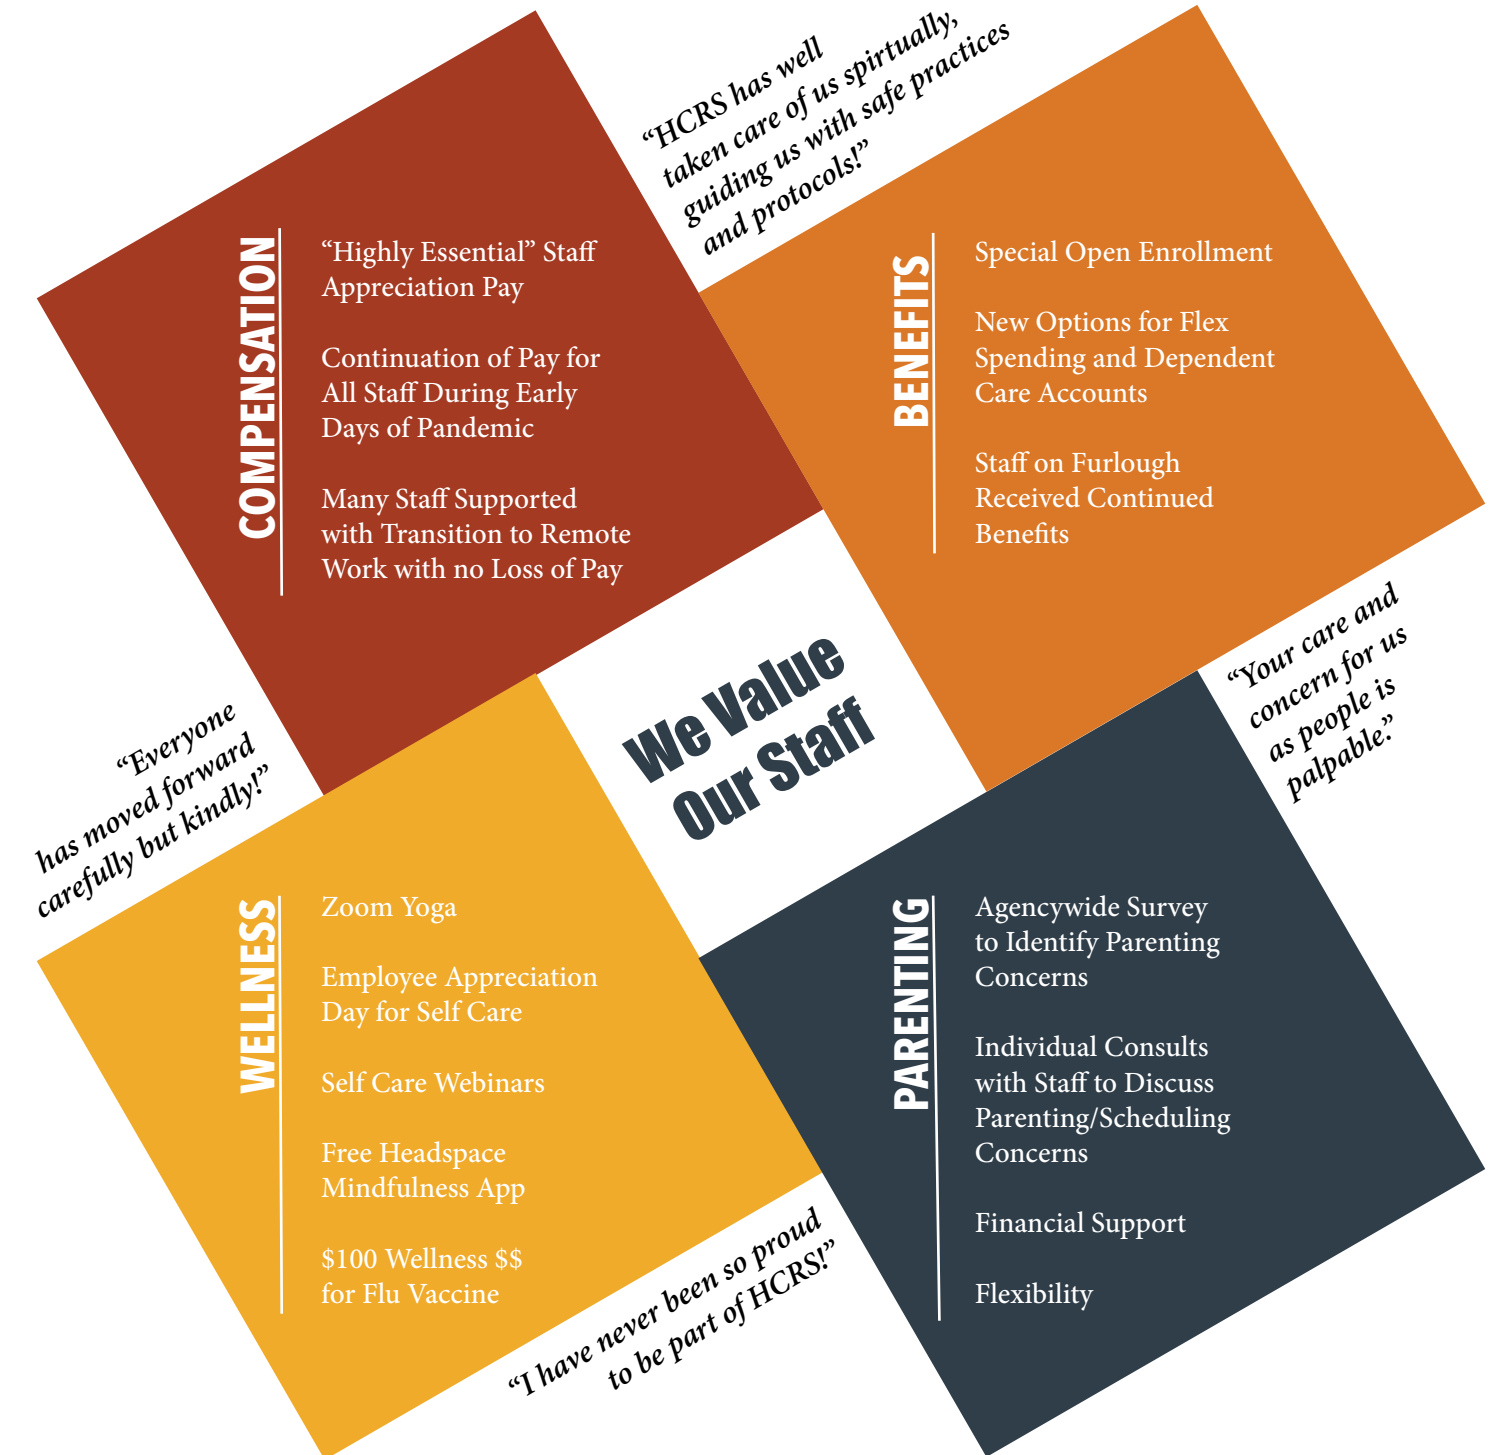 “HCRS has well
taken care of us spirtually,
guiding us with safe practices
and protocols!”
COMPENSATION
“Highly Essential” Staff
Appreciation Pay
Continuation of Pay for
All Staff During Early
Days of Pandemic
Many Staff Supported
with Transition to Remote
Work with no Loss of Pay
BENEFITS
Special Open Enrollment
New Options for Flex
Spending and Dependent
Care Accounts
Staff on Furlough
Received Continued
Benefits
We Value
Our Staff
“Your care and
concern for us
as people is
palpable.”
“Everyone
has moved forward
carefully but kindly!”
WELLNESS
Zoom Yoga
Employee Appreciation
Day for Self Care
Self Care Webinars
Free Headspace
Mindfulness App
$100 Wellness $$
for Flu Vaccine
PARENTING
Agencywide Survey
to Identify Parenting
Concerns
Individual Consults
with Staff to Discuss
Parenting/Scheduling
Concerns
Financial Support
Flexibility
“I have never been so proud
to be part of HCRS!”